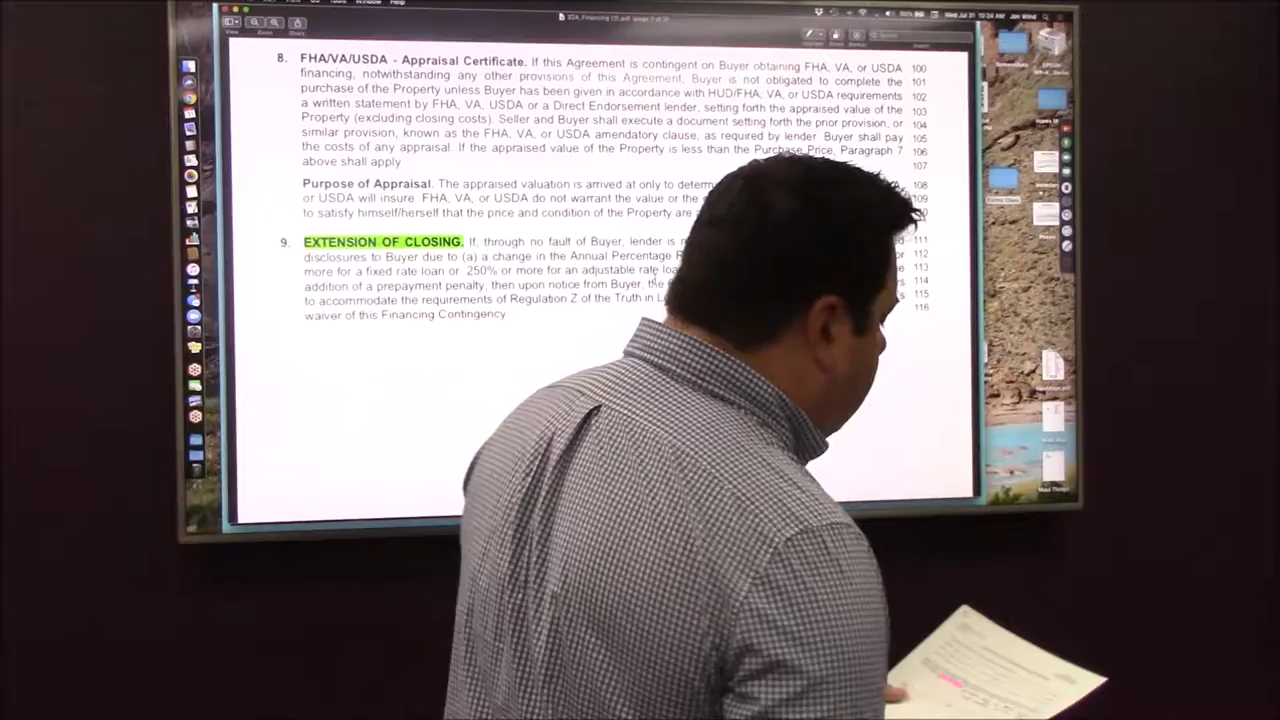 Wed Jul 31 10:24 AM Jon Wind
8. FHA/VA/USDA - Appraisal Certificate. If this Agreement is contingent on Buyer obtaining FHA, VA, or USDA 100
financing, notwithstanding any other provisions of this Agreement, Buyer is not obligated to complete the 101
purchase of the Property unless Buyer has been given in accordance with HUD/FHA, VA, or USDA requirements 102
a written statement by FHA, VA, USDA or a Direct Endorsement lender, setting forth the appraised value of the 103
Property (excluding closing costs). Seller and Buyer shall execute a document setting forth the prior provision, or 104
similar provision, known as the FHA, VA, or USDA amendatory clause, as required by lender. Buyer shall pay 105
the costs of any appraisal. If the appraised value of the Property is less than the Purchase Price, Paragraph 7 106
above shall apply 107
Purpose of Appraisal. The appraised valuation is arrived at only to determ 108
or USDA will insure. FHA, VA, or USDA do not warrant the value or the 109
to satisfy himself/herself that the price and condition of the Property are a
9. EXTENSION OF CLOSING. If, through no fault of Buyer, lender is r 111
disclosures to Buyer due to (a) a change in the Annual Percentage R or 112
more for a fixed rate loan or 250% or more for an adjustable rate loa 113
addition of a prepayment penalty, then upon notice from Buyer, the 114
to accommodate the requirements of Regulation Z of the Truth in L 115
waiver of this Financing Contingency 116